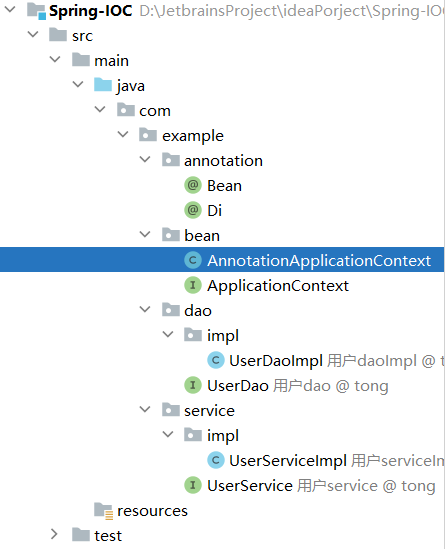 Spring-IOC D:\JetbrainsProject\ideaPorject\Spring-IOC
src
main
java
com
example
annotation
@ Bean
@ Di
bean
C AnnotationApplicationContext
I ApplicationContext
dao
impl
C UserDaoImpl 用户daoImpl @ t
I UserDao 用户dao @ tong
service
impl
C UserServiceImpl 用户serviceIm
I UserService 用户service @ tong
resources
test